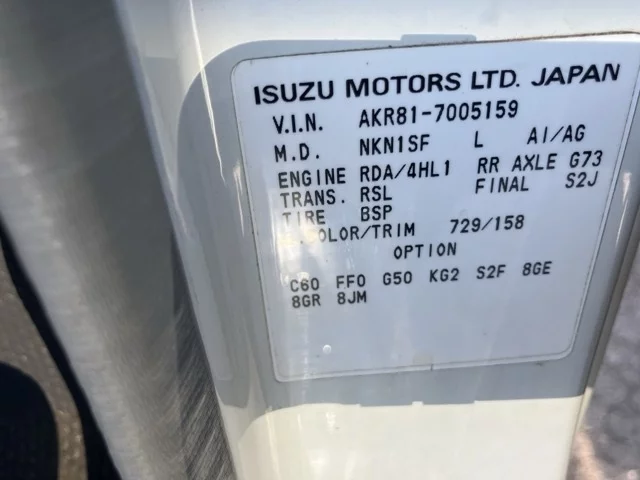 ISUZU MOTORS LTD. JAPAN
V.I.N. AKR81-7005159
M.D. NKN1SF L AI/AG
ENGINE RDA/4HL1 RR AXLE G73
TRANS. RSL FINAL S2J
TIRE BSP
COLOR/TRIM 729/158
OPTION
C60 FF0 G50 KG2 S2F 8GE
8GR 8JM